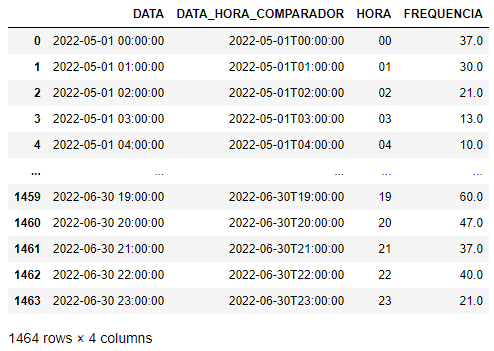 DATA DATA_HORA_COMPARADOR HORA FREQUENCIA
0 2022-05-01 00:00:00 2022-05-01T00:00:00 00 37.0
1 2022-05-01 01:00:00 2022-05-01T01:00:00 01 30.0
2 2022-05-01 02:00:00 2022-05-01T02:00:00 02 21.0
3 2022-05-01 03:00:00 2022-05-01T03:00:00 03 13.0
4 2022-05-01 04:00:00 2022-05-01T04:00:00 04 10.0
... ... ... ... ...
1459 2022-06-30 19:00:00 2022-06-30T19:00:00 19 60.0
1460 2022-06-30 20:00:00 2022-06-30T20:00:00 20 47.0
1461 2022-06-30 21:00:00 2022-06-30T21:00:00 21 37.0
1462 2022-06-30 22:00:00 2022-06-30T22:00:00 22 40.0
1463 2022-06-30 23:00:00 2022-06-30T23:00:00 23 21.0
1464 rows × 4 columns